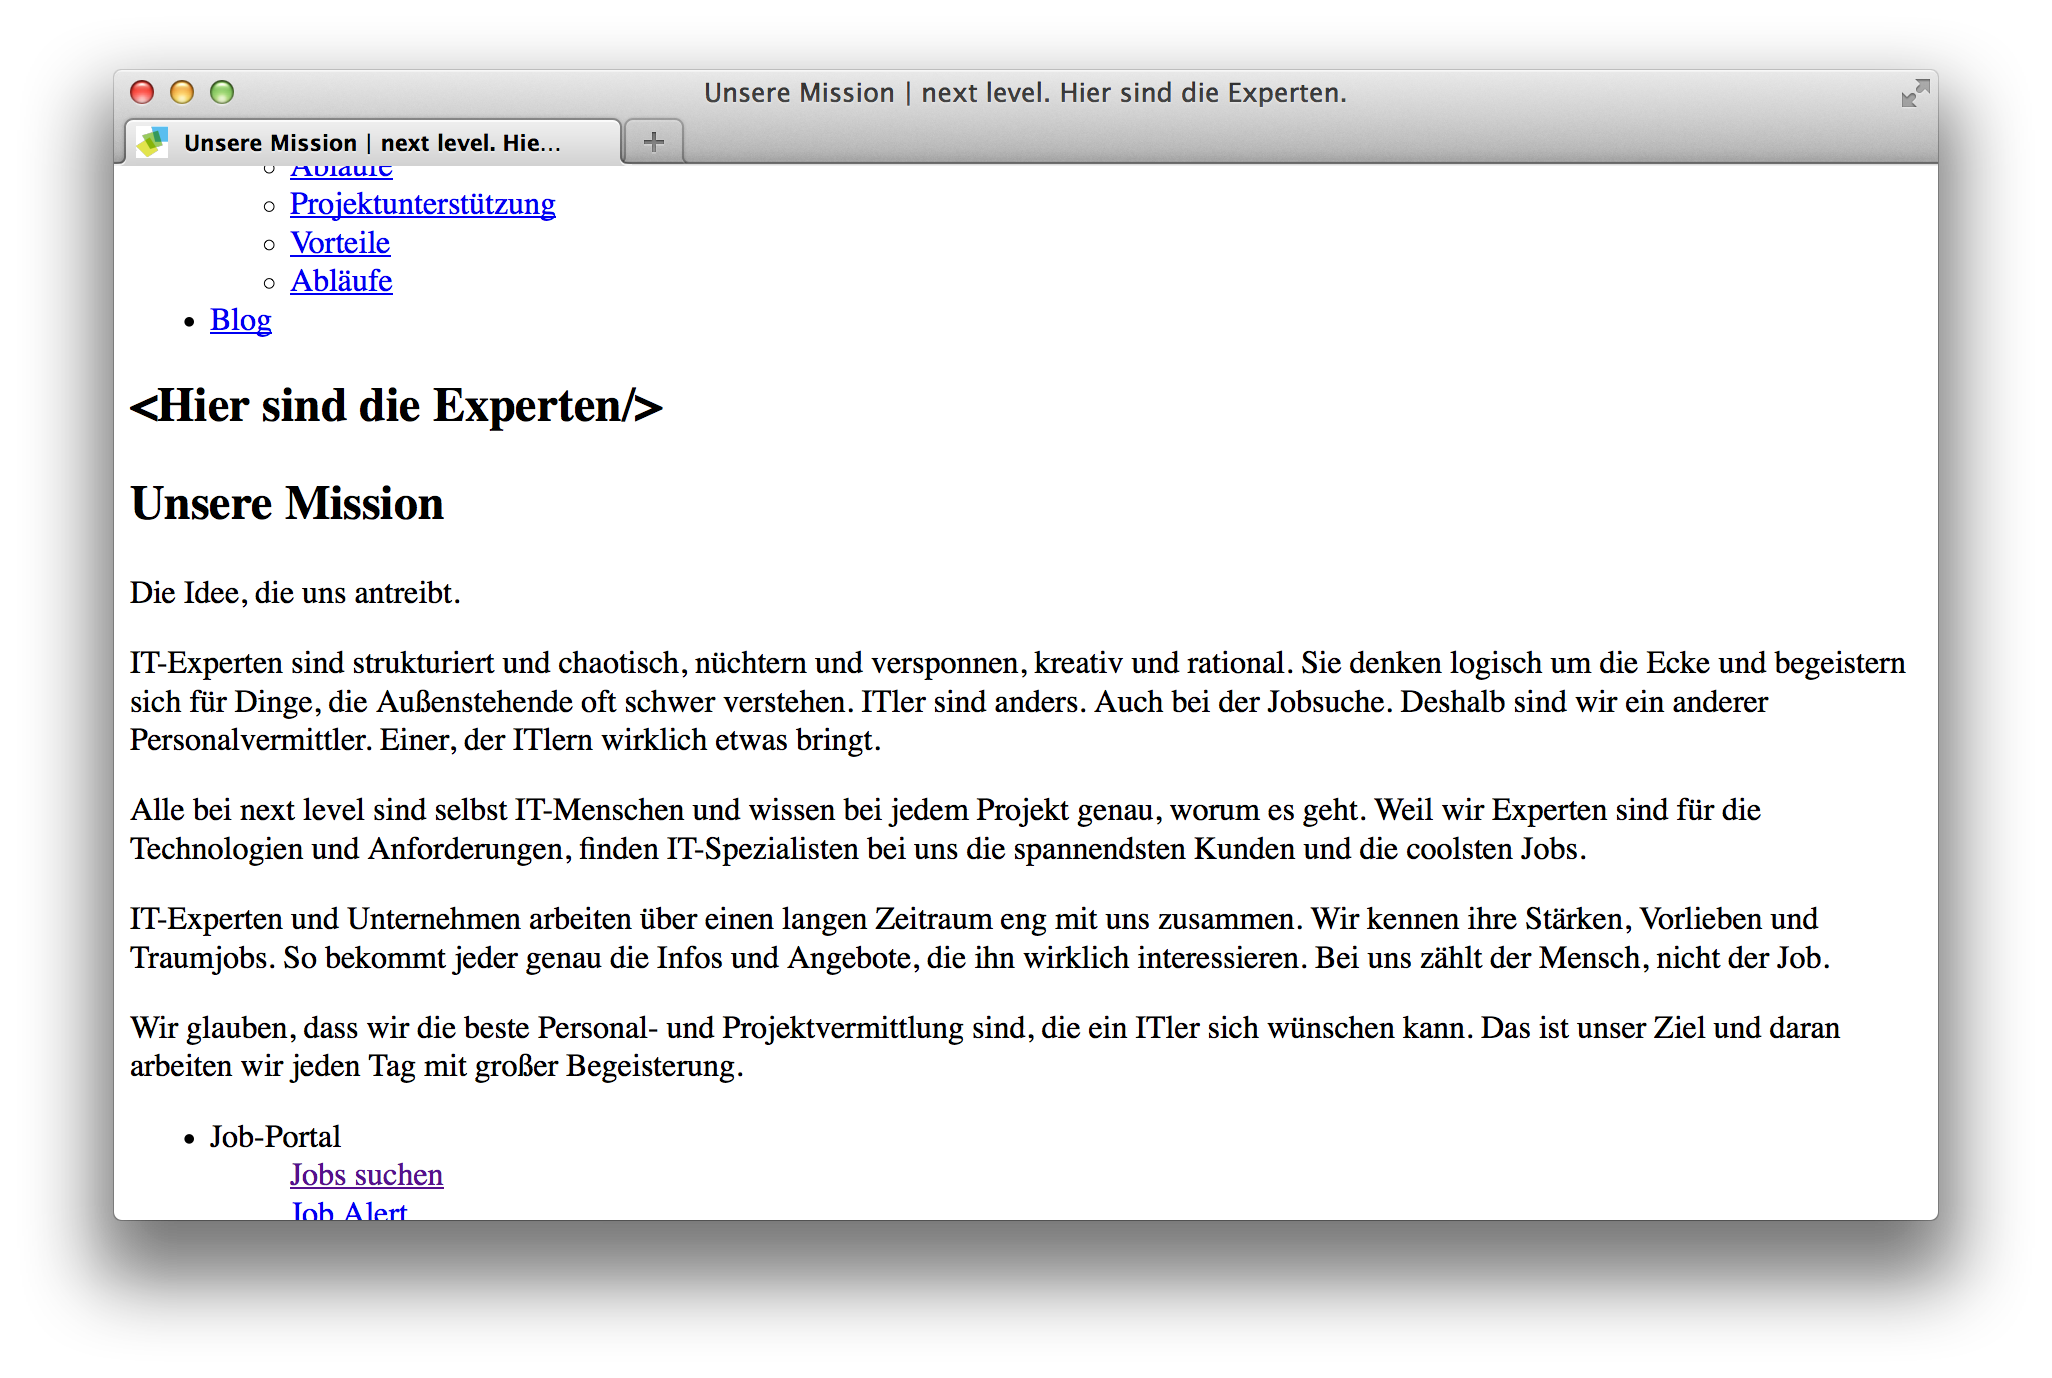 Unsere Mission | next level. Hier sind die Experten.
Unsere Mission | next level. Hie…
Abläufe
Projektunterstützung
Vorteile
Abläufe
Blog
<Hier sind die Experten/>
Unsere Mission
Die Idee, die uns antreibt.
IT-Experten sind strukturiert und chaotisch, nüchtern und versponnen, kreativ und rational. Sie denken logisch um die Ecke und begeistern
sich für Dinge, die Außenstehende oft schwer verstehen. ITler sind anders. Auch bei der Jobsuche. Deshalb sind wir ein anderer
Personalvermittler. Einer, der ITlern wirklich etwas bringt.
Alle bei next level sind selbst IT-Menschen und wissen bei jedem Projekt genau, worum es geht. Weil wir Experten sind für die
Technologien und Anforderungen, finden IT-Spezialisten bei uns die spannendsten Kunden und die coolsten Jobs.
IT-Experten und Unternehmen arbeiten über einen langen Zeitraum eng mit uns zusammen. Wir kennen ihre Stärken, Vorlieben und
Traumjobs. So bekommt jeder genau die Infos und Angebote, die ihn wirklich interessieren. Bei uns zählt der Mensch, nicht der Job.
Wir glauben, dass wir die beste Personal- und Projektvermittlung sind, die ein ITler sich wünschen kann. Das ist unser Ziel und daran
arbeiten wir jeden Tag mit großer Begeisterung.
Job-Portal
Jobs suchen
Job Alert